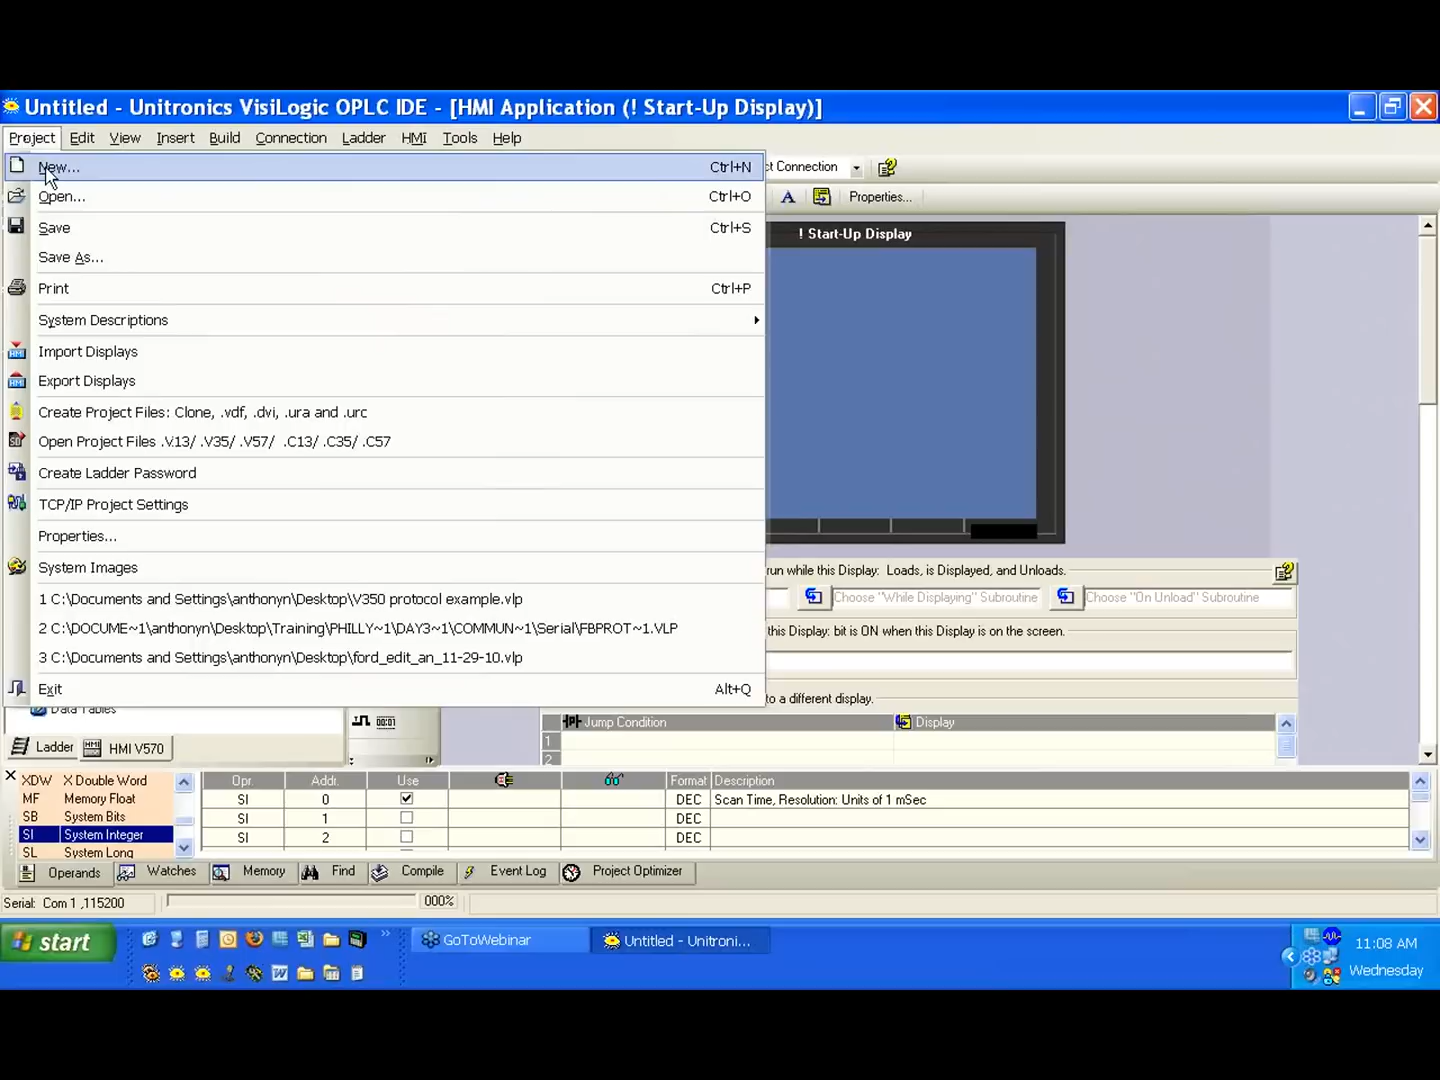 Untitled - Unitronics VisiLogic OPLC IDE - [HMI Application (! Start-Up Display)]
Project Edit View Insert Build Connection Ladder HMI Tools Help
New... Ctrl+N
Connection
Open... Ctrl+O
A Properties...
Save Ctrl+S
! Start-Up Display
Save As...
Print Ctrl+P
System Descriptions
Import Displays
Export Displays
Create Project Files: Clone, .vdf, .dvi, .ura and .urc
Open Project Files .V13/ .V35/ .V57/ .C13/ .C35/ .C57
Create Ladder Password
TCP/IP Project Settings
Properties...
System Images
run while this Display: Loads, is Displayed, and Unloads.
1 C:\Documents and Settings\anthonyn\Desktop\V350 protocol example.vlp
Choose "While Displaying" Subroutine Choose "On Unload" Subroutine
2 C:\DOCUME~1\anthonyn\Desktop\Training\PHILLY~1\DAY3~1\COMMUN~1\Serial\FBPROT~1.VLP
this Display: bit is ON when this Display is on the screen.
3 C:\Documents and Settings\anthonyn\Desktop\ford_edit_an_11-29-10.vlp
Exit Alt+Q
to a different display.
Data Tables
Jump Condition Display
1
2
Ladder HMI V570
XDW X Double Word
MF Memory Float
SB System Bits
SI System Integer
SL System Long
Opr. Addr. Use Format Description
SI 0 DEC Scan Time, Resolution: Units of 1 mSec
SI 1 DEC
SI 2 DEC
Operands Watches Memory Find Compile Event Log Project Optimizer
Serial: Com 1 ,115200 000%
start GoToWebinar Untitled - Unitroni... 11:08 AM
Wednesday